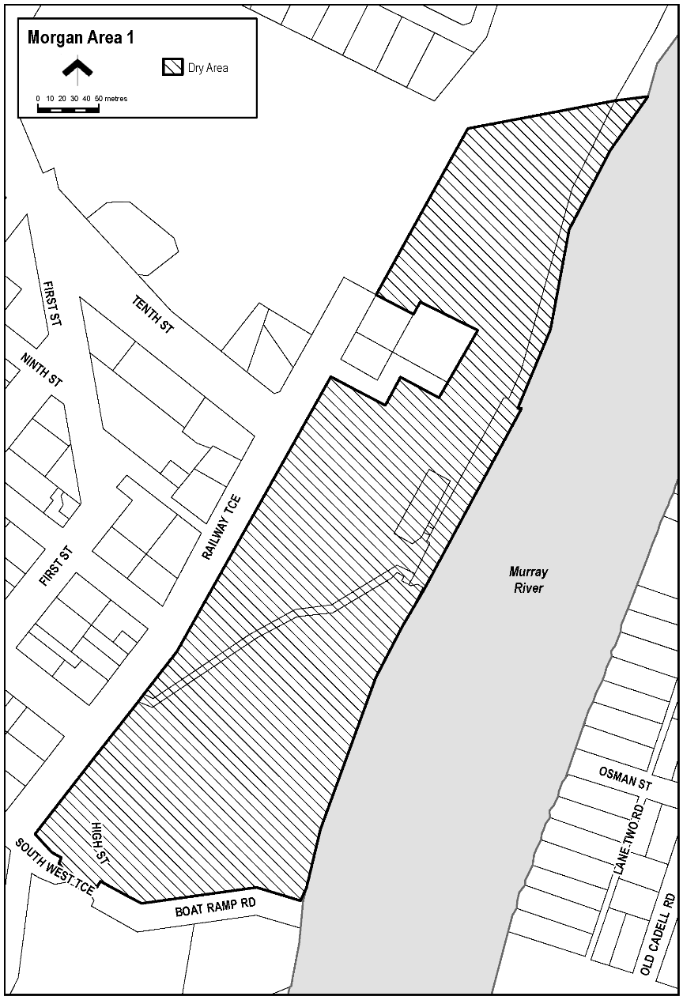 Morgan Area 1
Dry Area
0 10 20 30 40 50 metres
FIRST ST
TENTH ST
NINTH ST
RAILWAY TCE
FIRST ST
Murray
River
OSMAN ST
LANE TWO RD
HIGH ST
SOUTH WEST TCE
BOAT RAMP RD
OLD CADELL RD